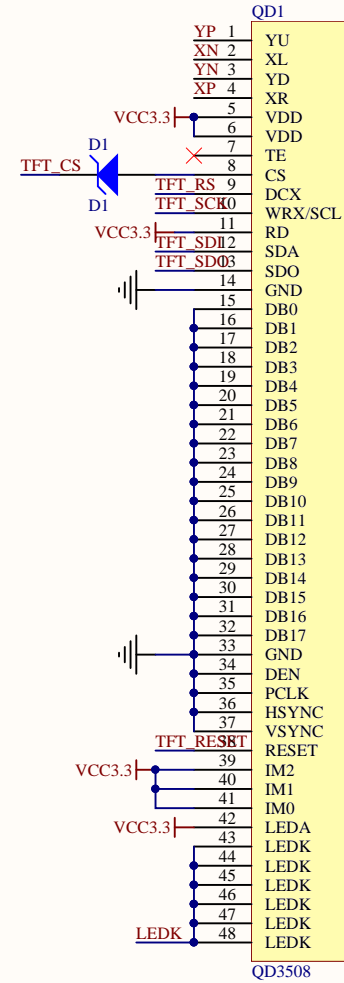 QD1
YP 1 YU
XN 2 XL
YN 3 YD
XP 4 XR
VCC3.3 5 VDD
6 VDD
7 TE
D1
TFT_CS 8 CS
TFT_RS 9 DCX
D1
TFT_SCK 10 WRX/SCL
VCC3.3 11 RD
TFT_SDI 12 SDA
TFT_SDO 13 SDO
14 GND
15 DB0
16 DB1
17 DB2
18 DB3
19 DB4
20 DB5
21 DB6
22 DB7
23 DB8
24 DB9
25 DB10
26 DB11
27 DB12
28 DB13
29 DB14
30 DB15
31 DB16
32 DB17
33 GND
34 DEN
35 PCLK
36 HSYNC
37 VSYNC
TFT_RESET 38 RESET
VCC3.3 39 IM2
40 IM1
41 IM0
VCC3.3 42 LEDA
43 LEDK
44 LEDK
45 LEDK
46 LEDK
47 LEDK
LEDK 48 LEDK
QD3508